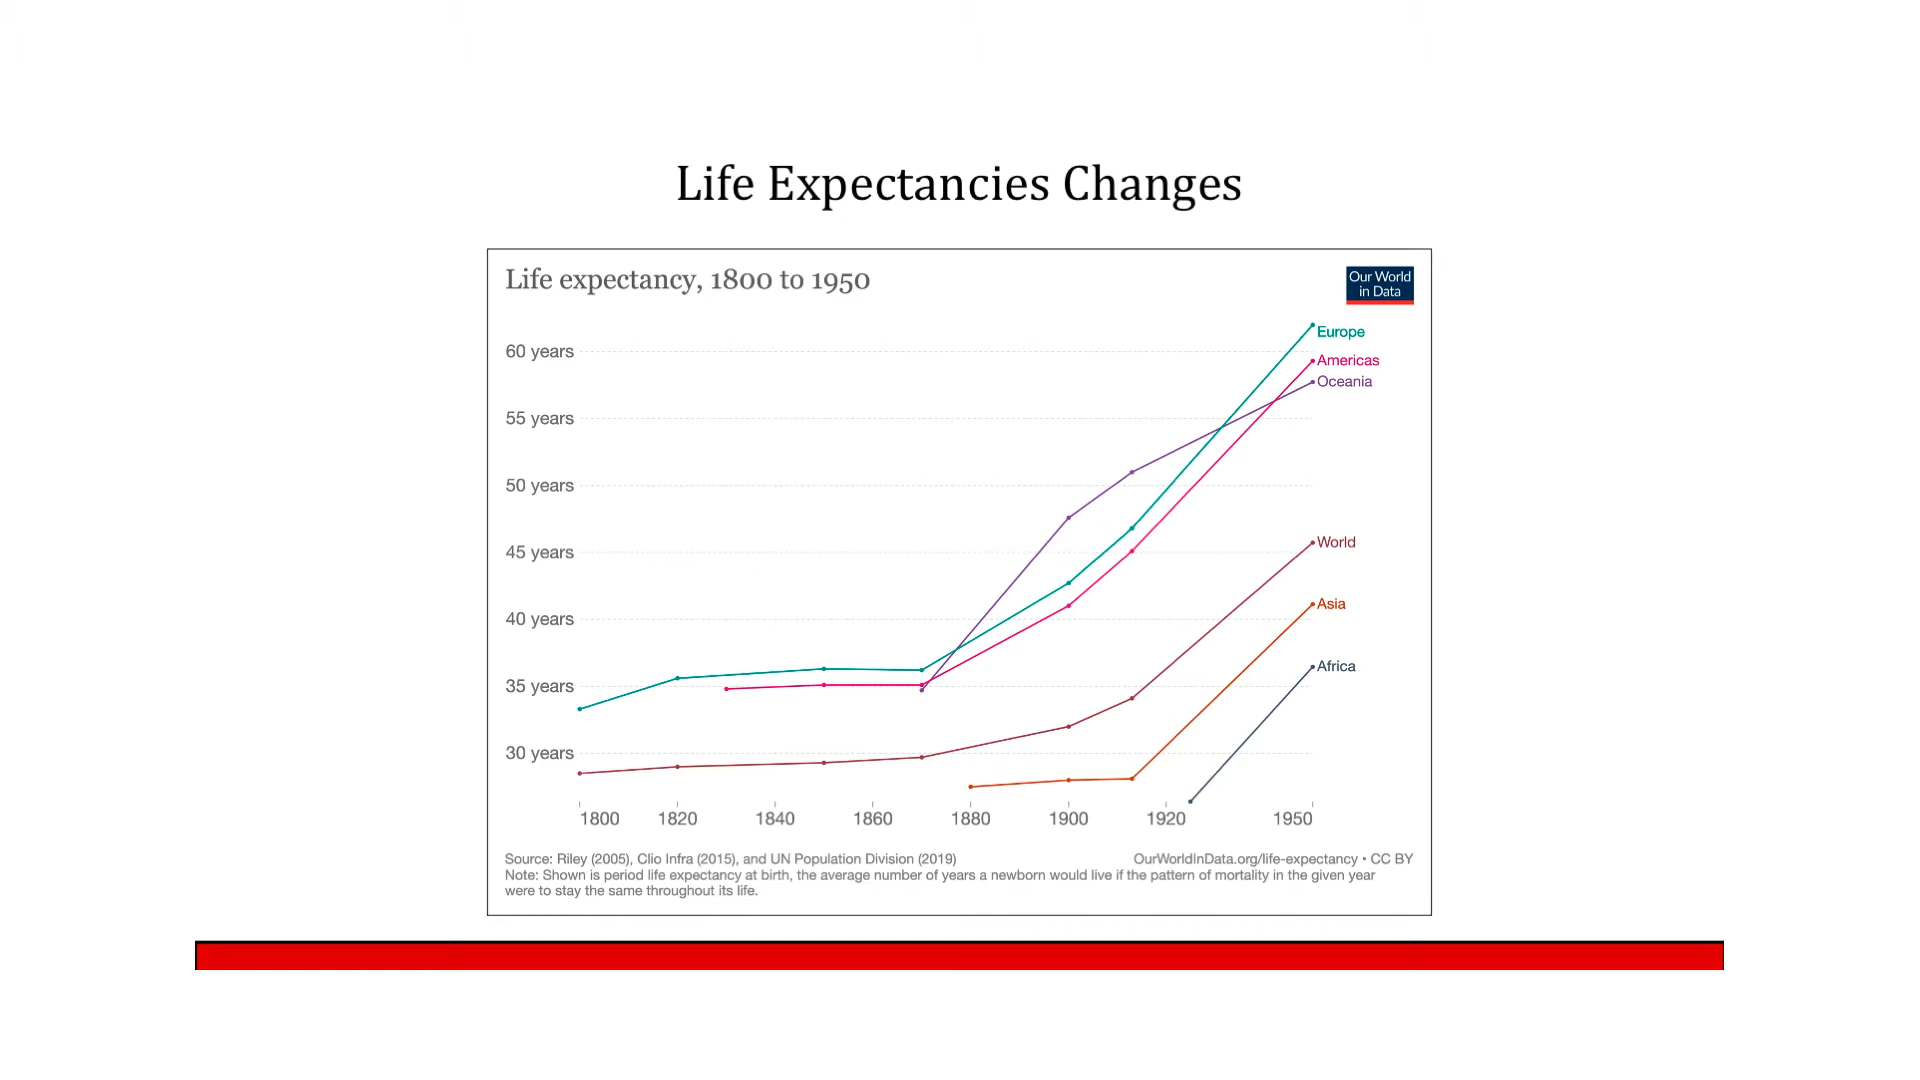 Life Expectancies Changes
Life expectancy, 1800 to 1950
Our World
in Data
Europe
60 years
Americas
Oceania
55 years
50 years
45 years
World
Asia
40 years
Africa
35 years
30 years
1800 1820 1840 1860 1880 1900 1920 1950
Source: Riley (2005), Clio Infra (2015), and UN Population Division (2019) OurWorldInData.org/life-expectancy • CC BY
Note: Shown is period life expectancy at birth, the average number of years a newborn would live if the pattern of mortality in the given year
were to stay the same throughout its life.